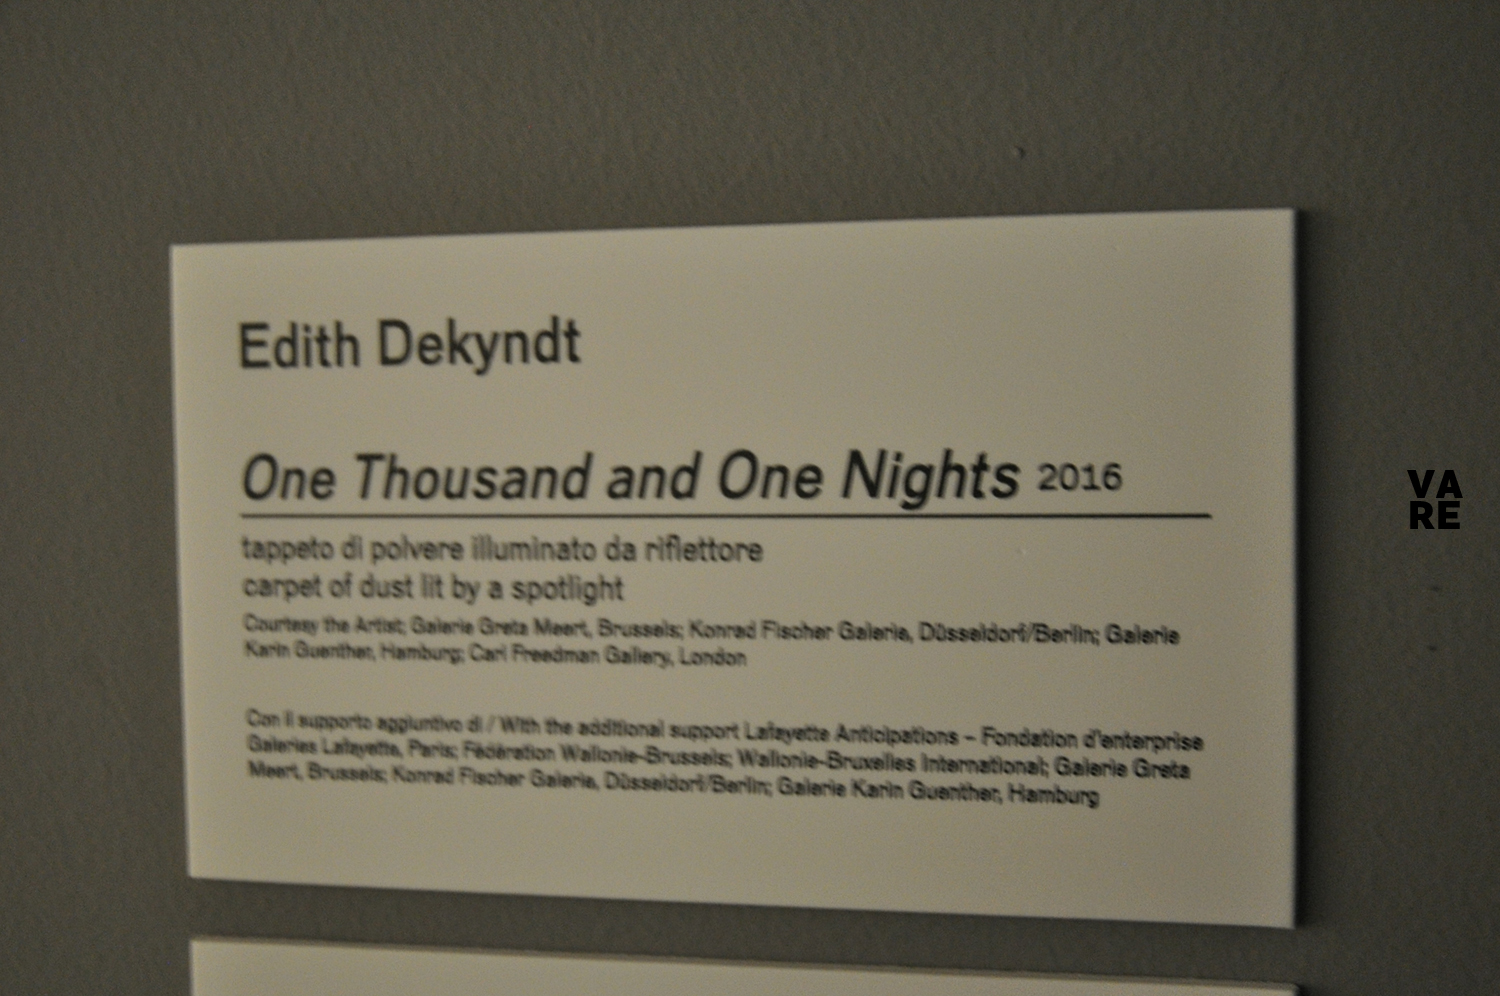 Edith Dekyndt
One Thousand and One Nights 2016
tappeto di polvere illuminato da riflettore
carpet of dust lit by a spotlight
Courtesy the Artist; Galerie Greta Meert, Brussels; Konrad Fischer Galerie, Düsseldorf/Berlin; Galerie
Karin Guenther, Hamburg; Carl Freedman Gallery, London
Con il supporto aggiuntivo di / With the additional support Lafayette Anticipations – Fondation d'enterprise
Galeries Lafayette, Paris; Fédération Wallonie-Brussels; Wallonie-Bruxelles International; Galerie Greta
Meert, Brussels; Konrad Fischer Galerie, Düsseldorf/Berlin; Galerie Karin Guenther, Hamburg
VA
RE